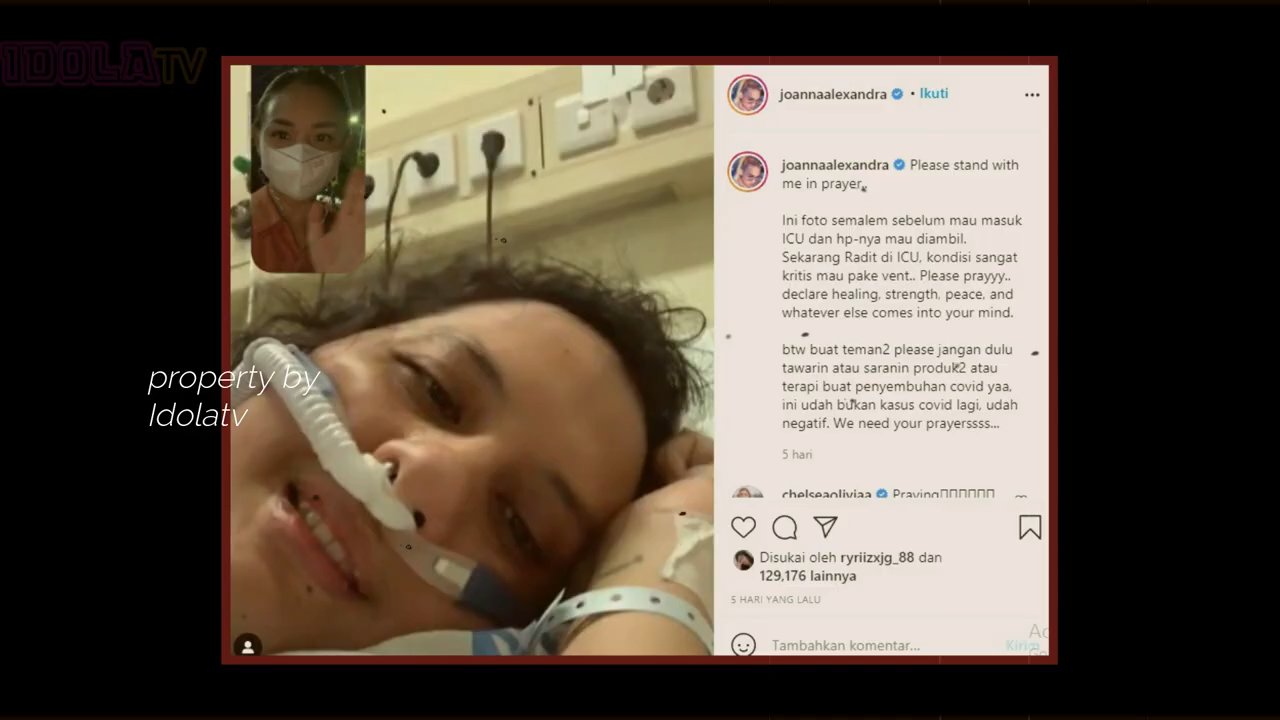 IDOLATV
joannaalexandra • Ikuti
joannaalexandra Please stand with
me in prayer,
Ini foto semalem sebelum mau masuk
ICU dan hp-nya mau diambil.
Sekarang Radit di ICU, kondisi sangat
kritis mau pake vent.. Please prayyy..
declare healing, strength, peace, and
whatever else comes into your mind.
btw buat teman2 please jangan dulu
tawarin atau saranin produk2 atau
terapi buat penyembuhan covid yaa,
ini udah bukan kasus covid lagi, udah
negatif. We need your prayerssss...
5 hari
chelseaoliviaa Praying
Disukai oleh ryriizxjg_88 dan
129,176 lainnya
5 HARI YANG LALU
Tambahkan komentar... Kirim
property by
Idolatv